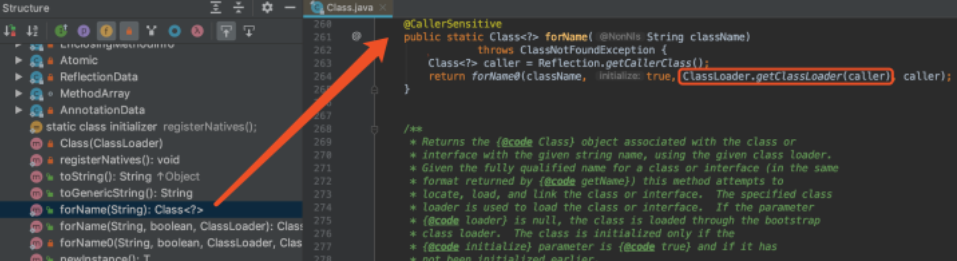 Structure
EnclosingMethodInfo
Atomic
ReflectionData
MethodArray
AnnotationData
static class initializer registerNatives();
Class(ClassLoader)
registerNatives(): void
toString(): String ↑Object
toGenericString(): String
forName(String): Class<?>
forName(String, boolean, ClassLoader): Clas
forName0(String, boolean, ClassLoader, Clas
newInstance(): T
Class.java
260 @CallerSensitive
261 @ public static Class<?> forName( @NonNls String className)
262 throws ClassNotFoundException {
263 Class<?> caller = Reflection.getCallerClass();
264 return forName0(className, initialize: true, ClassLoader.getClassLoader(caller), caller);
265 }
268 /**
269 * Returns the {@code Class} object associated with the class or
270 * interface with the given string name, using the given class loader.
271 * Given the fully qualified name for a class or interface (in the same
272 * format returned by {@code getName}) this method attempts to
273 * locate, load, and link the class or interface.  The specified class
274 * loader is used to load the class or interface.  If the parameter
275 * {@code loader} is null, the class is loaded through the bootstrap
276 * class loader.  The class is initialized only if the
277 * {@code initialize} parameter is {@code true} and if it has
278 * not been initialized earlier.